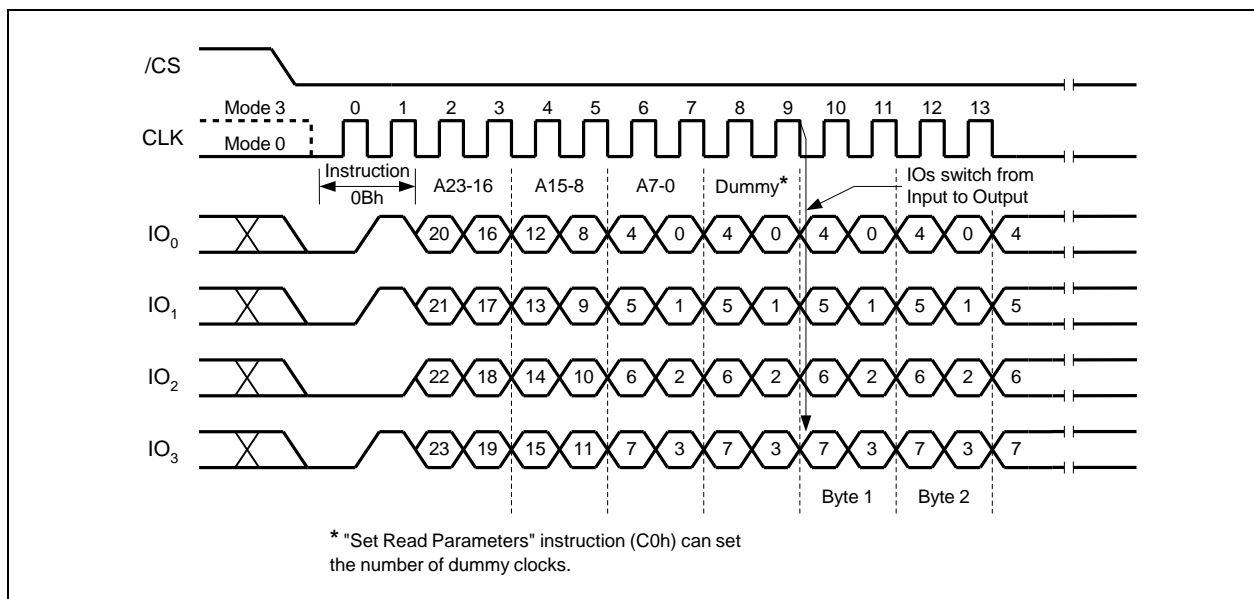 /CS
Mode 3 0 1 2 3 4 5 6 7 8 9 10 11 12 13
CLK Mode 0
Instruction A23-16 A15-8 A7-0 Dummy* IOs switch from
0Bh Input to Output
IO0 20 16 12 8 4 0 4 0 4 0 4 0 4
IO1 21 17 13 9 5 1 5 1 5 1 5 1 5
IO2 22 18 14 10 6 2 6 2 6 2 6 2 6
IO3 23 19 15 11 7 3 7 3 7 3 7 3 7
Byte 1 Byte 2
* "Set Read Parameters" instruction (C0h) can set
the number of dummy clocks.